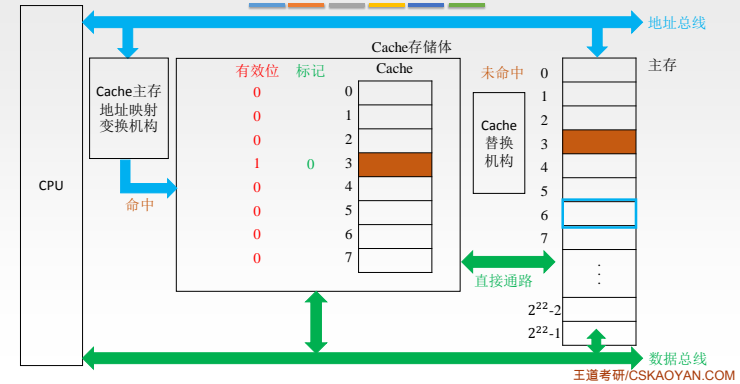 地址总线
Cache存储体
主存
有效位 标记 Cache
未命中
CPU
Cache主存
地址映射
变换机构
命中
0 0
0 1
0 2
1 0 3
0 4
0 5
0 6
0 7
Cache
替换
机构
0
1
2
3
4
5
6
7
直接通路
2²²-2
2²²-1
数据总线
王道考研/CSKAOYAN.COM